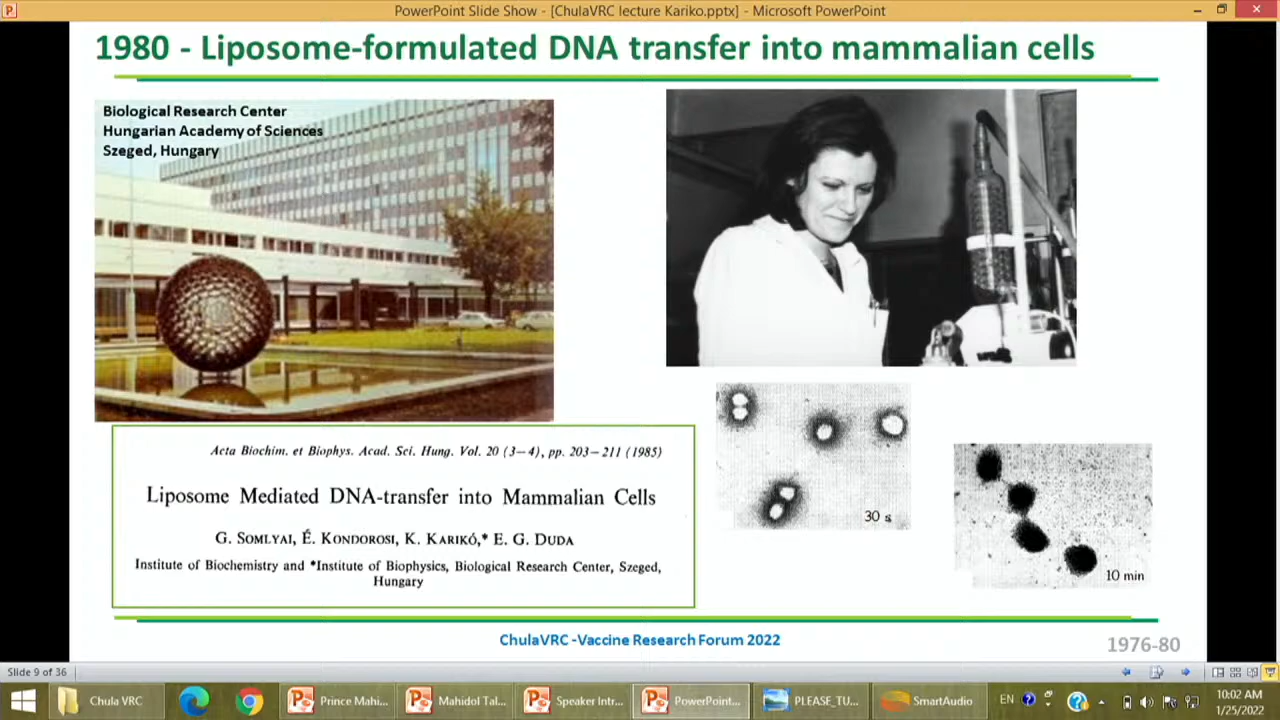 PowerPoint Slide Show - [ChulaVRC lecture Kariko.pptx] - Microsoft PowerPoint
1980 - Liposome-formulated DNA transfer into mammalian cells
Biological Research Center
Hungarian Academy of Sciences
Szeged, Hungary
Acta Biochim. et Biophys. Acad. Sci. Hung. Vol. 20 (3–4), pp. 203–211 (1985)
Liposome Mediated DNA-transfer into Mammalian Cells
G. SOMLYAI, É. KONDOROSI, K. KARIKÓ,* E. G. DUDA
Institute of Biochemistry and *Institute of Biophysics, Biological Research Center, Szeged,
Hungary
30 s
10 min
ChulaVRC -Vaccine Research Forum 2022
1976-80
Slide 9 of 36
Chula VRC
Prince Mahi...
Mahidol Tal...
Speaker Intr...
PowerPoint...
PLEASE_TU...
SmartAudio
EN
10:02 AM
1/25/2022